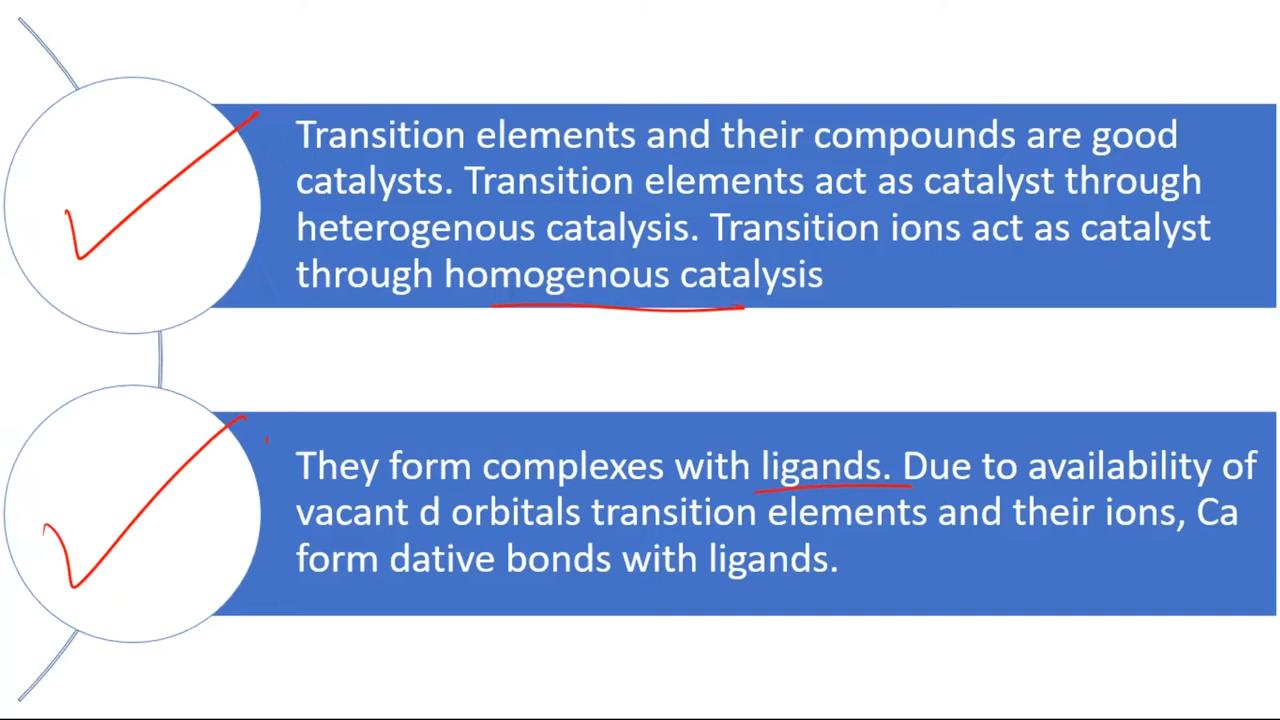 Transition elements and their compounds are good
catalysts. Transition elements act as catalyst through
heterogenous catalysis. Transition ions act as catalyst
through homogenous catalysis
They form complexes with ligands. Due to availability of
vacant d orbitals transition elements and their ions, Ca
form dative bonds with ligands.